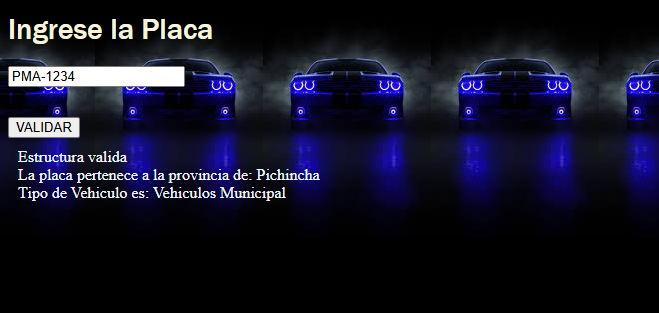 Ingrese la Placa
PMA-1234
VALIDAR
Estructura valida
La placa pertenece a la provincia de: Pichincha
Tipo de Vehiculo es: Vehiculos Municipal